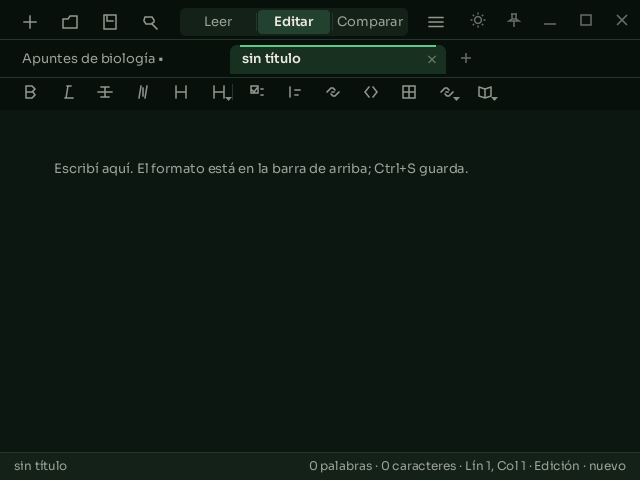 Leer Editar Comparar
Apuntes de biología • sin título
Escribí aquí. El formato está en la barra de arriba; Ctrl+S guarda.
sin título 0 palabras · 0 caracteres · Lín 1, Col 1 · Edición · nuevo